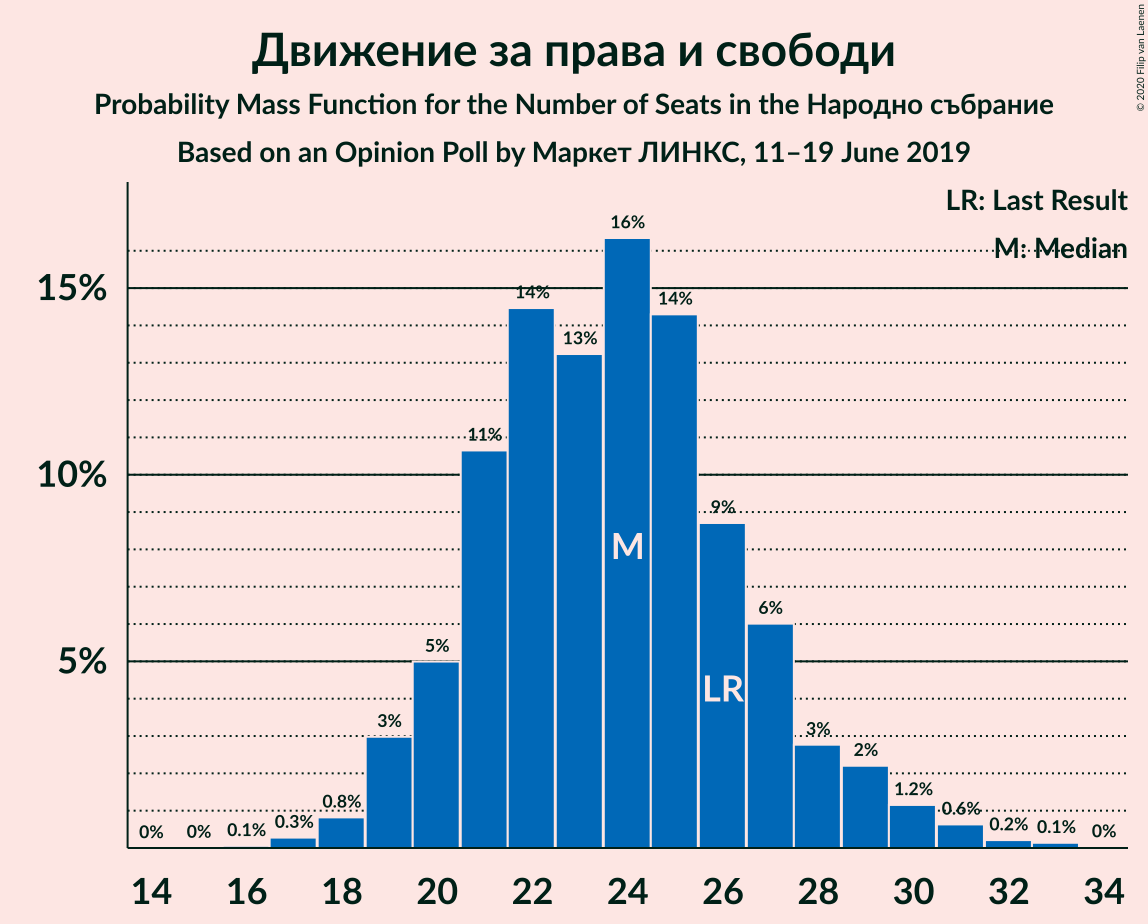 Движение за права и свободи
Probability Mass Function for the Number of Seats in the Народно събрание
Based on an Opinion Poll by Маркет ЛИНКС, 11–19 June 2019
© 2020 Filip van Laenen
LR: Last Result
M: Median
15%
10%
5%
0%
0%
0.1%
0.3%
0.8%
3%
5%
11%
14%
13%
16%
14%
9%
6%
3%
2%
1.2%
0.6%
0.2%
0.1%
0%
M
LR
14 16 18 20 22 24 26 28 30 32 34